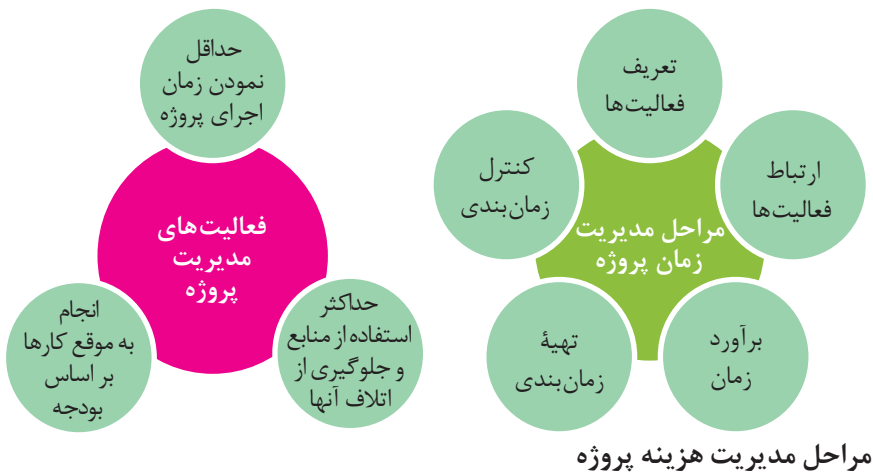 تعریف
فعالیت‌ها
ارتباط
فعالیت‌ها
برآورد
زمان
تهیۀ
زمان‌بندی
کنترل
زمان‌بندی
مراحل مدیریت
زمان پروژه
حداقل
نمودن زمان
اجرای پروژه
حداکثر
استفاده از منابع
و جلوگیری از
اتلاف آنها
انجام
به موقع کارها
بر اساس
بودجه
فعالیت‌های
مدیریت
پروژه
مراحل مدیریت هزینه پروژه